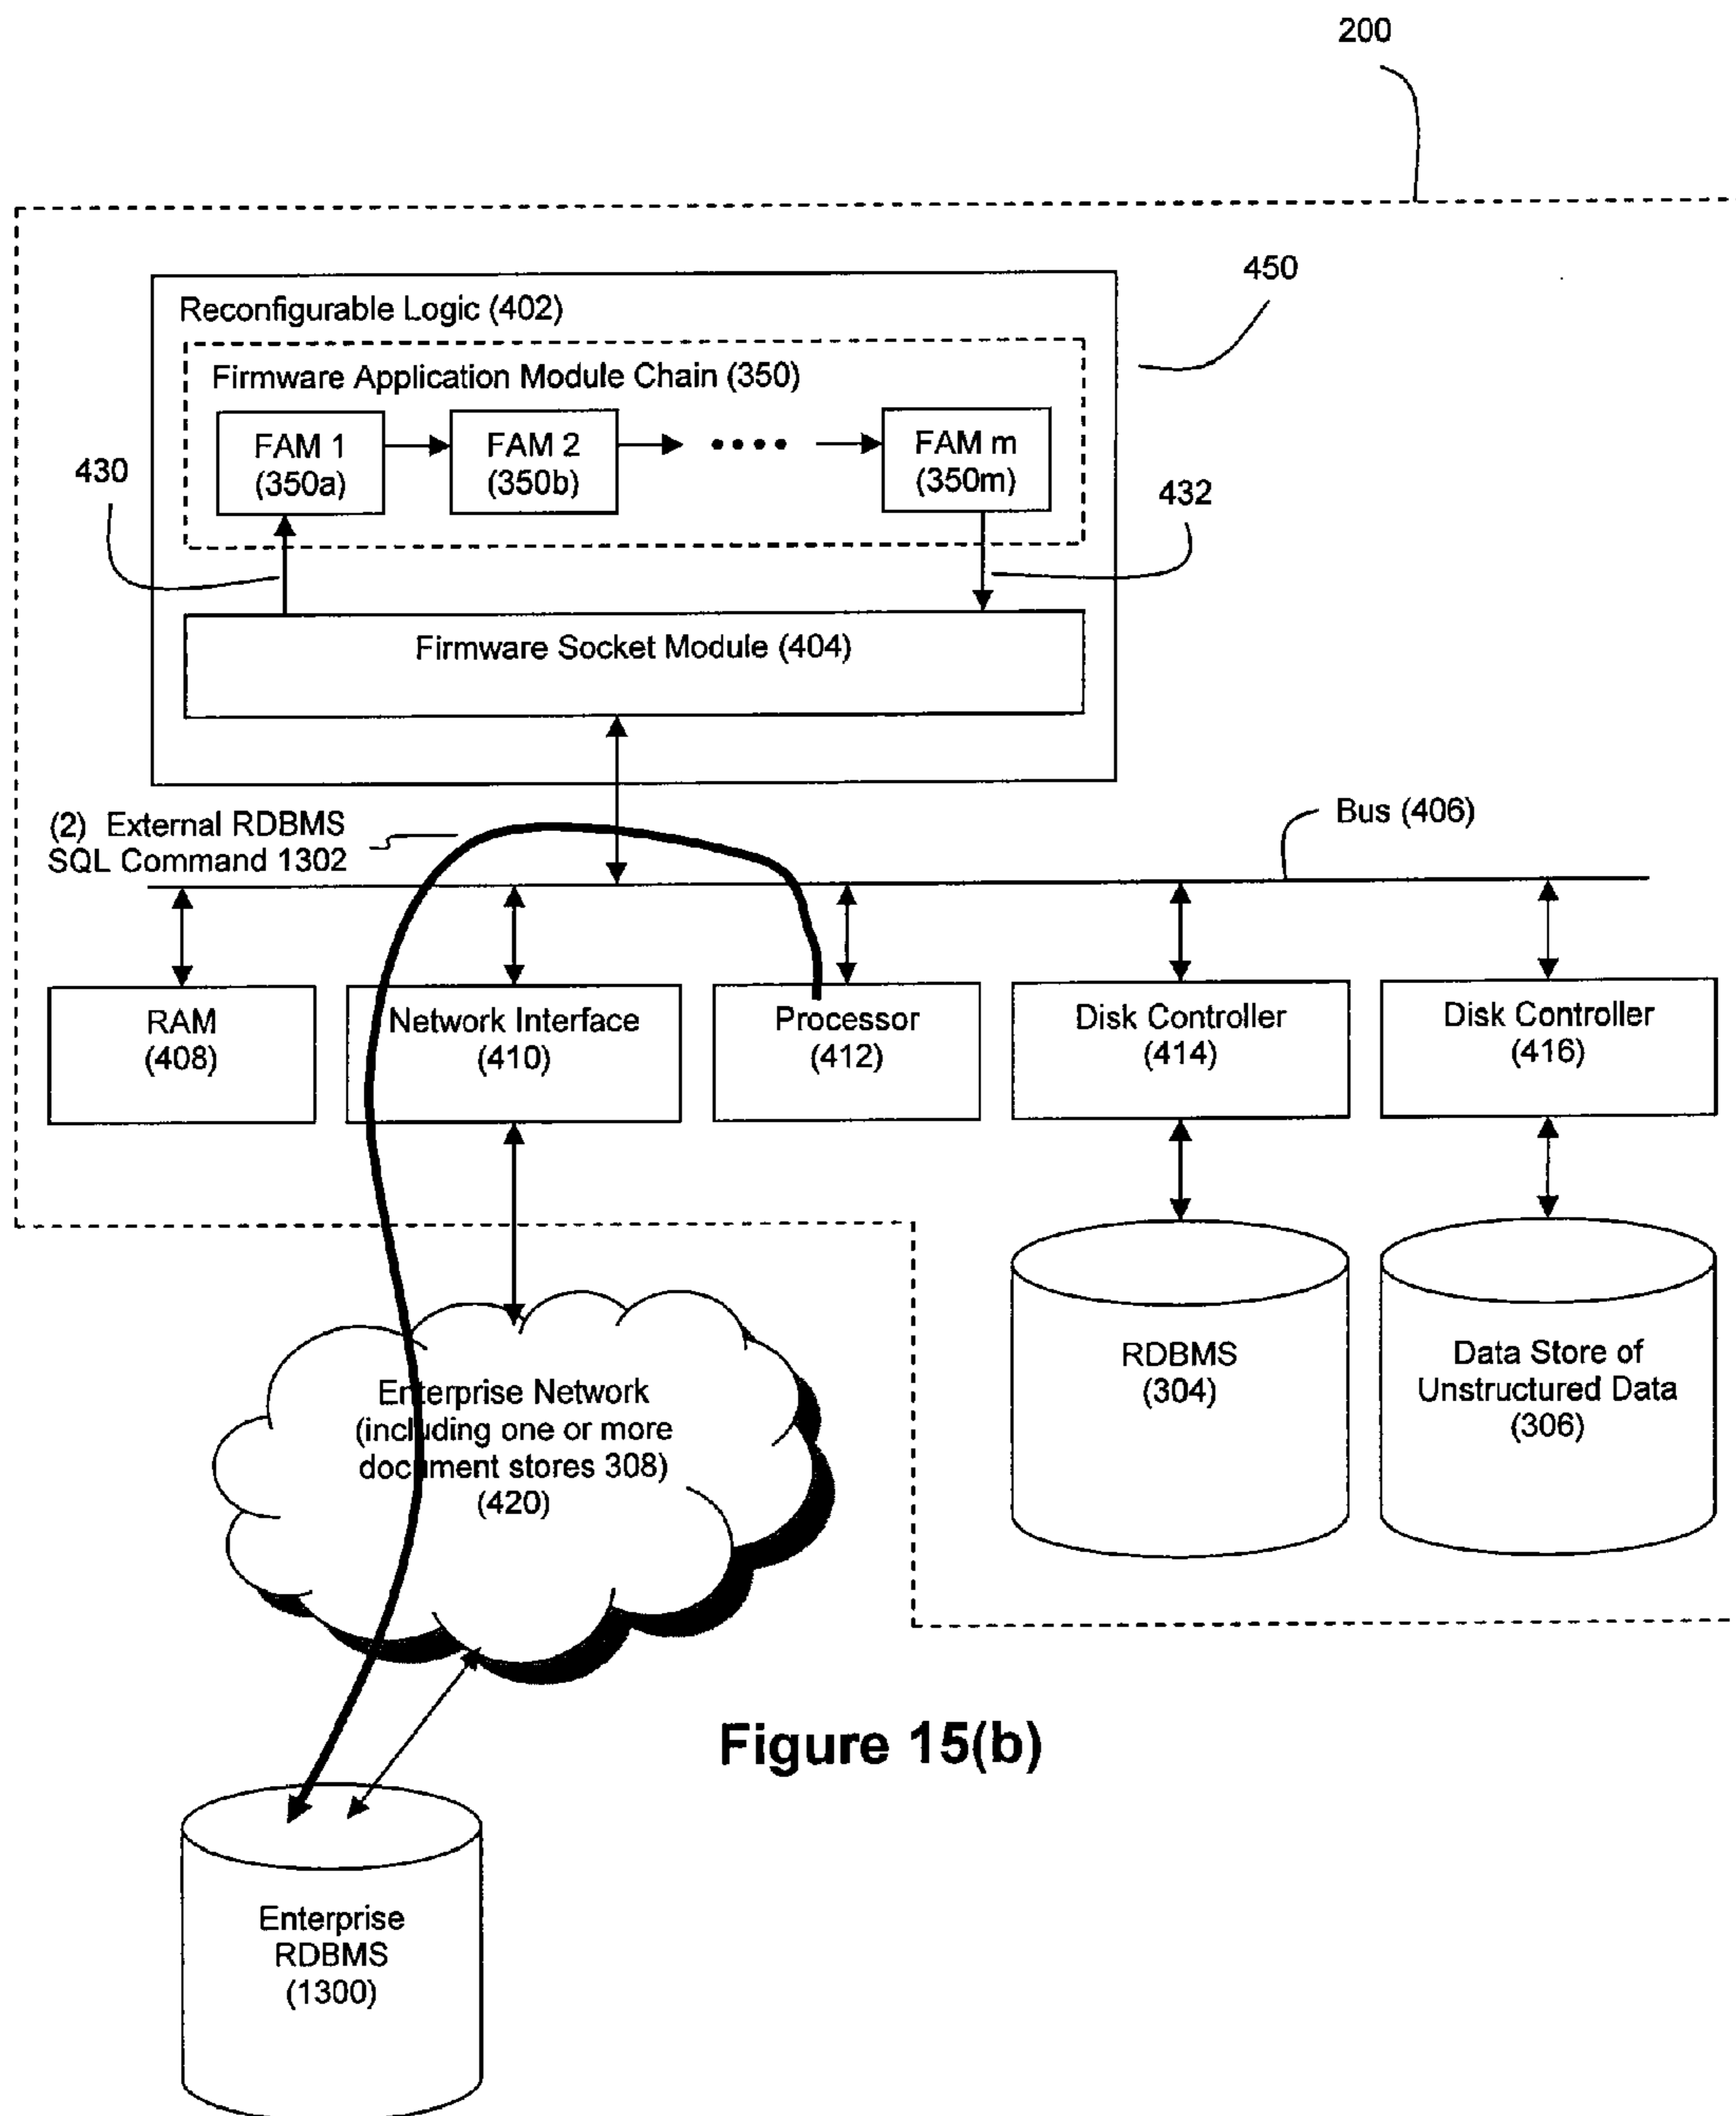 200
450
Reconfigurable Logic (402)
Firmware Application Module Chain (350)
FAM 1
(350a)
FAM 2
(350b)
FAM m
(350m)
430
432
Firmware Socket Module (404)
(2) External RDBMS
SQL Command 1302
Bus (406)
RAM
(408)
Network Interface
(410)
Processor
(412)
Disk Controller
(414)
Disk Controller
(416)
Enterprise Network
(including one or more
document stores 308)
(420)
RDBMS
(304)
Data Store of
Unstructured Data
(306)
Figure 15(b)
Enterprise
RDBMS
(1300)